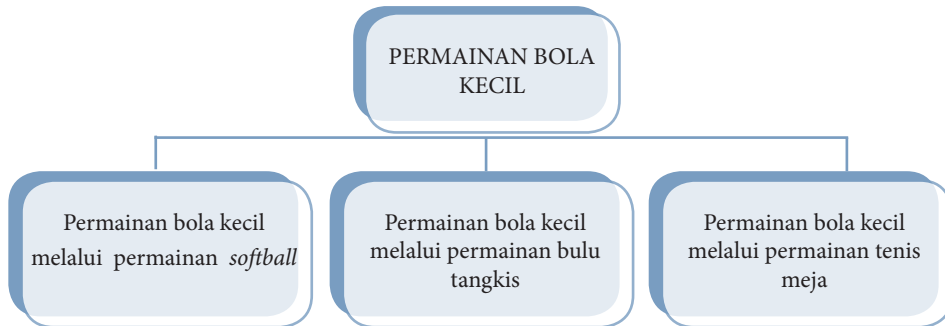 PERMAINAN BOLA
KECIL
Permainan bola kecil
melalui permainan softball
Permainan bola kecil
melalui permainan bulu
tangkis
Permainan bola kecil
melalui permainan tenis
meja